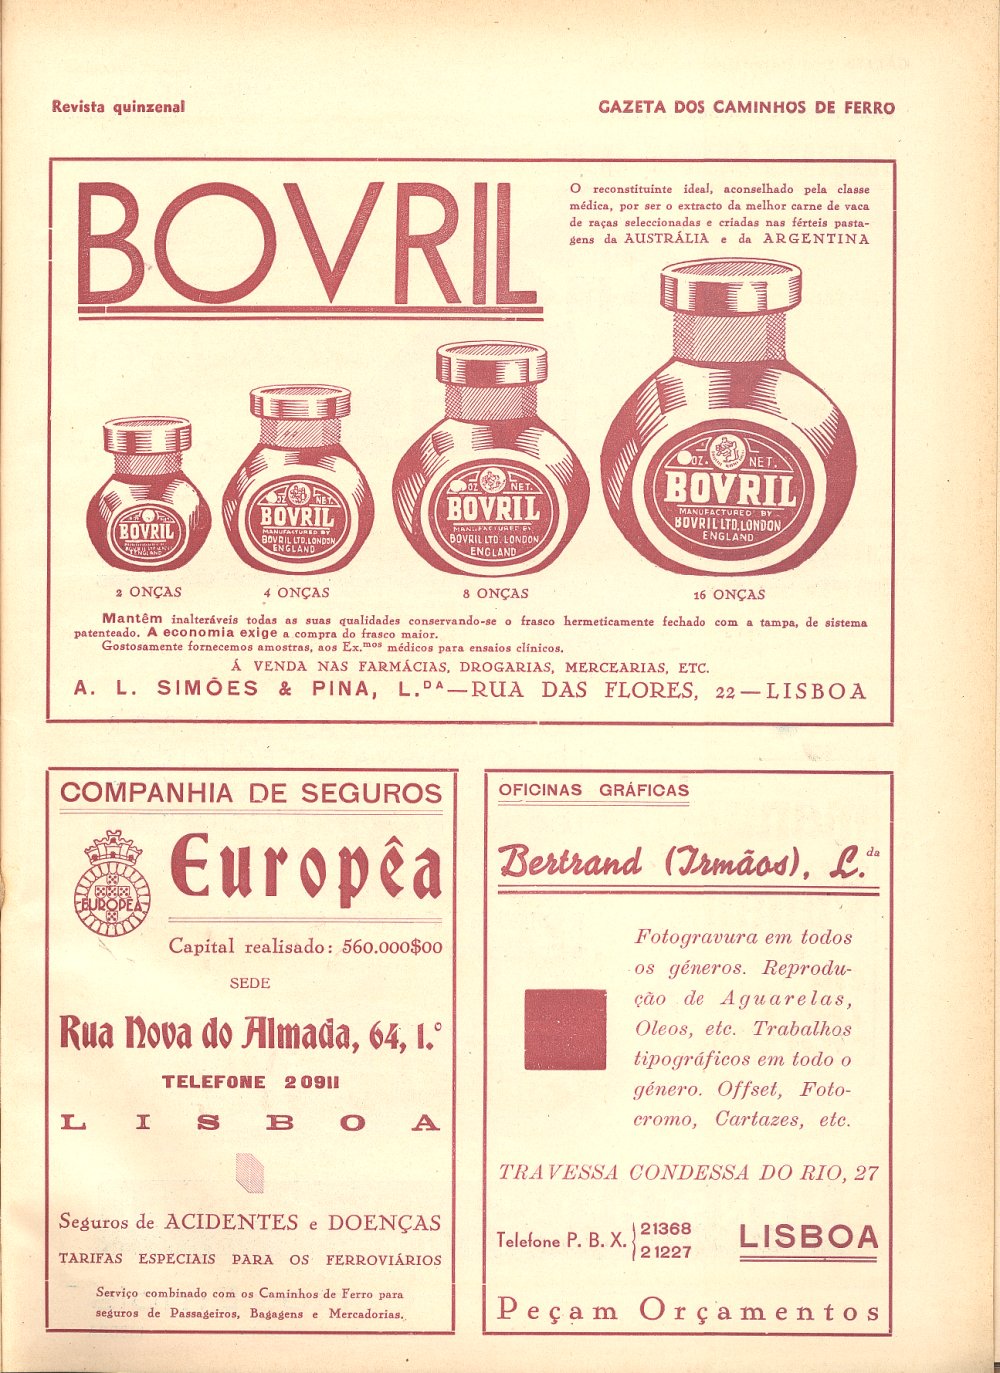 Revista quinzenal
GAZETA DOS CAMINHOS DE FERRO
BOVRIL
O reconstituinte ideal, aconselhado pela classe
médica, por ser o extracto da melhor carne de vaca
de raças seleccionadas e criadas nas férteis pasta-
gens da AUSTRÁLIA e da ARGENTINA
BOVRIL
ENGLAND
OZ. NET.
BOVRIL
MANUFACTURED BY
BOVRIL LTD, LONDON
ENGLAND
OZ. NET.
BOVRIL
MANUFACTURED BY
BOVRIL LTD. LONDON
ENGLAND
OZ. NET.
BOVRIL
MANUFACTURED BY
BOVRIL LTD, LONDON
ENGLAND
2 ONÇAS
4 ONÇAS
8 ONÇAS
16 ONÇAS
Mantêm inalteráveis todas as suas qualidades conservando-se o frasco hermeticamente fechado com a tampa, de sistema
patenteado. A economia exige a compra do frasco maior.
Gostosamente fornecemos amostras, aos Ex.mos médicos para ensaios clínicos.
Á VENDA NAS FARMÁCIAS, DROGARIAS, MERCEARIAS, ETC.
A. L. SIMÕES & PINA, L.DA—RUA DAS FLORES, 22—LISBOA
COMPANHIA DE SEGUROS
EUROPÊA
Européa
Capital realisado: 560.000$00
SEDE
Rua Nova do Almada, 64, 1.º
TELEFONE 20911
LISBOA
Seguros de ACIDENTES e DOENÇAS
TARIFAS ESPECIAIS PARA OS FERROVIÁRIOS
Serviço combinado com os Caminhos de Ferro para
seguros de Passageiros, Bagagens e Mercadorias.
OFICINAS GRÁFICAS
Bertrand (Irmãos), L.da
Fotogravura em todos
os géneros. Reprodu-
ção de Aguarelas,
Oleos, etc. Trabalhos
tipográficos em todo o
género. Offset, Foto-
cromo, Cartazes, etc.
TRAVESSA CONDESSA DO RIO, 27
Telefone P. B. X. 21368
21227
LISBOA
Peçam Orçamentos